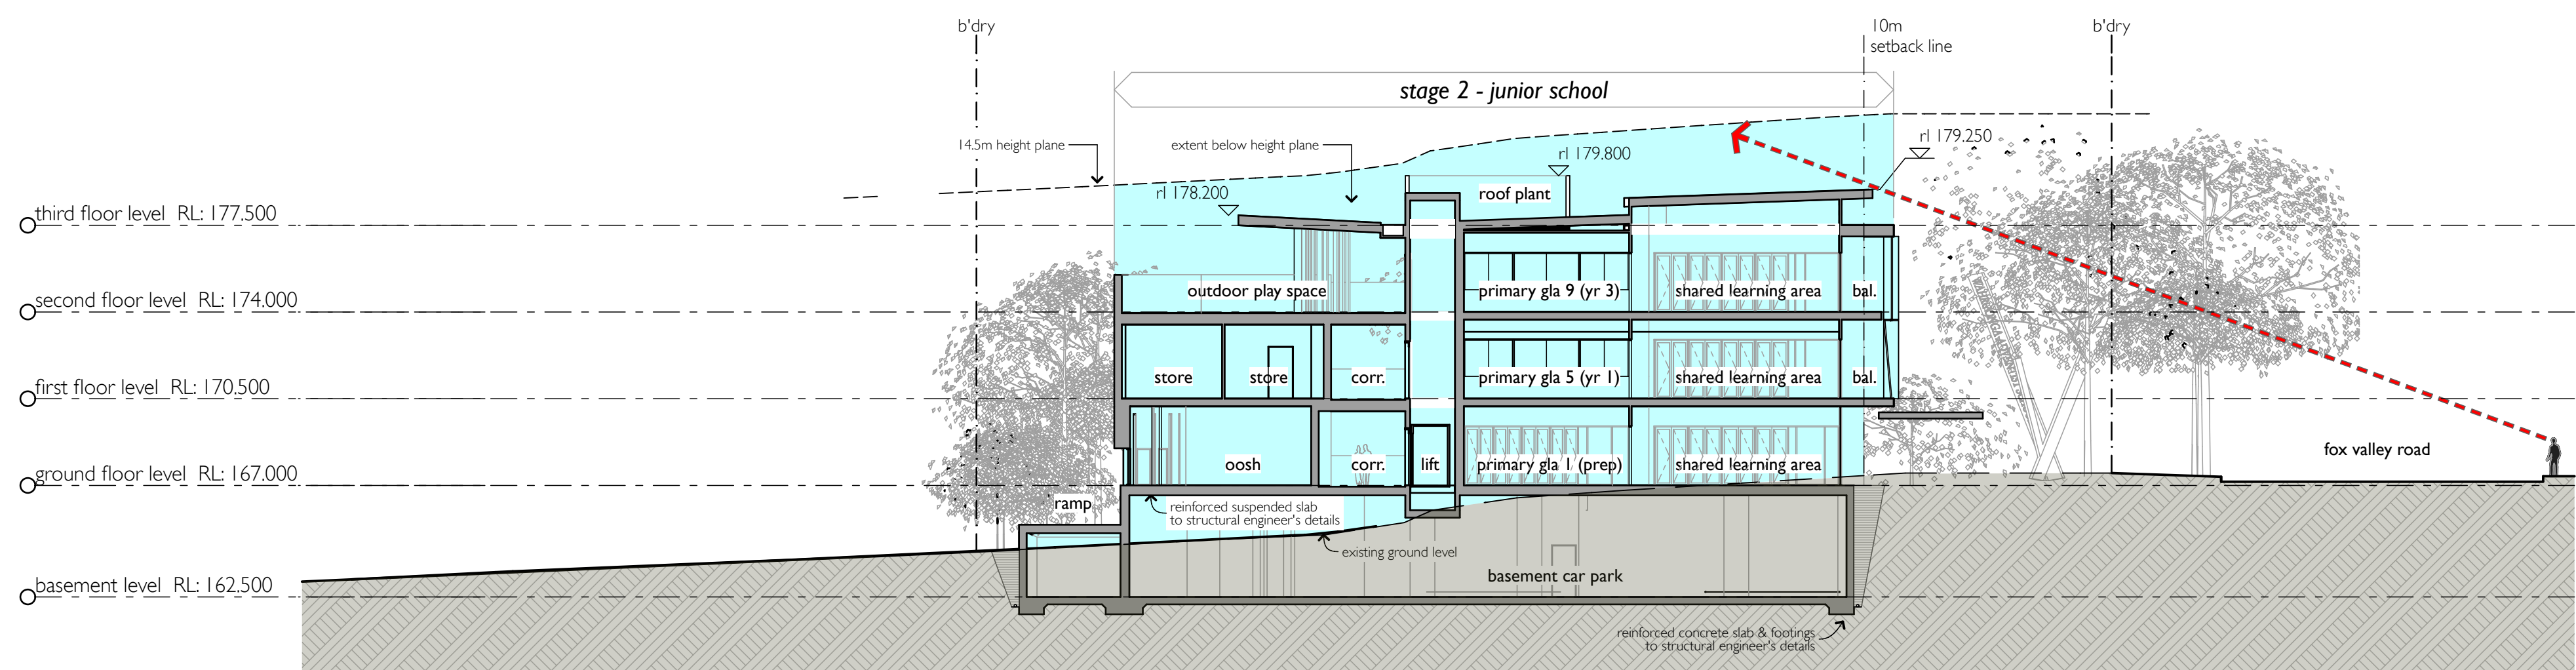 b'dry
10m
setback line
b'dry
stage 2 - junior school
14.5m height plane
extent below height plane
rl 179.250
rl 179.800
rl 178.200
roof plant
third floor level RL: 177.500
outdoor play space
primary gla 9 (yr 3)
shared learning area
bal.
second floor level RL: 174.000
store
store
corr.
primary gla 5 (yr 1)
shared learning area
bal.
first floor level RL: 170.500
fox valley road
oosh
corr.
lift
primary gla 1 (prep)
shared learning area
ground floor level RL: 167.000
ramp
reinforced suspended slab
to structural engineer's details
existing ground level
basement car park
basement level RL: 162.500
reinforced concrete slab & footings
to structural engineer's details